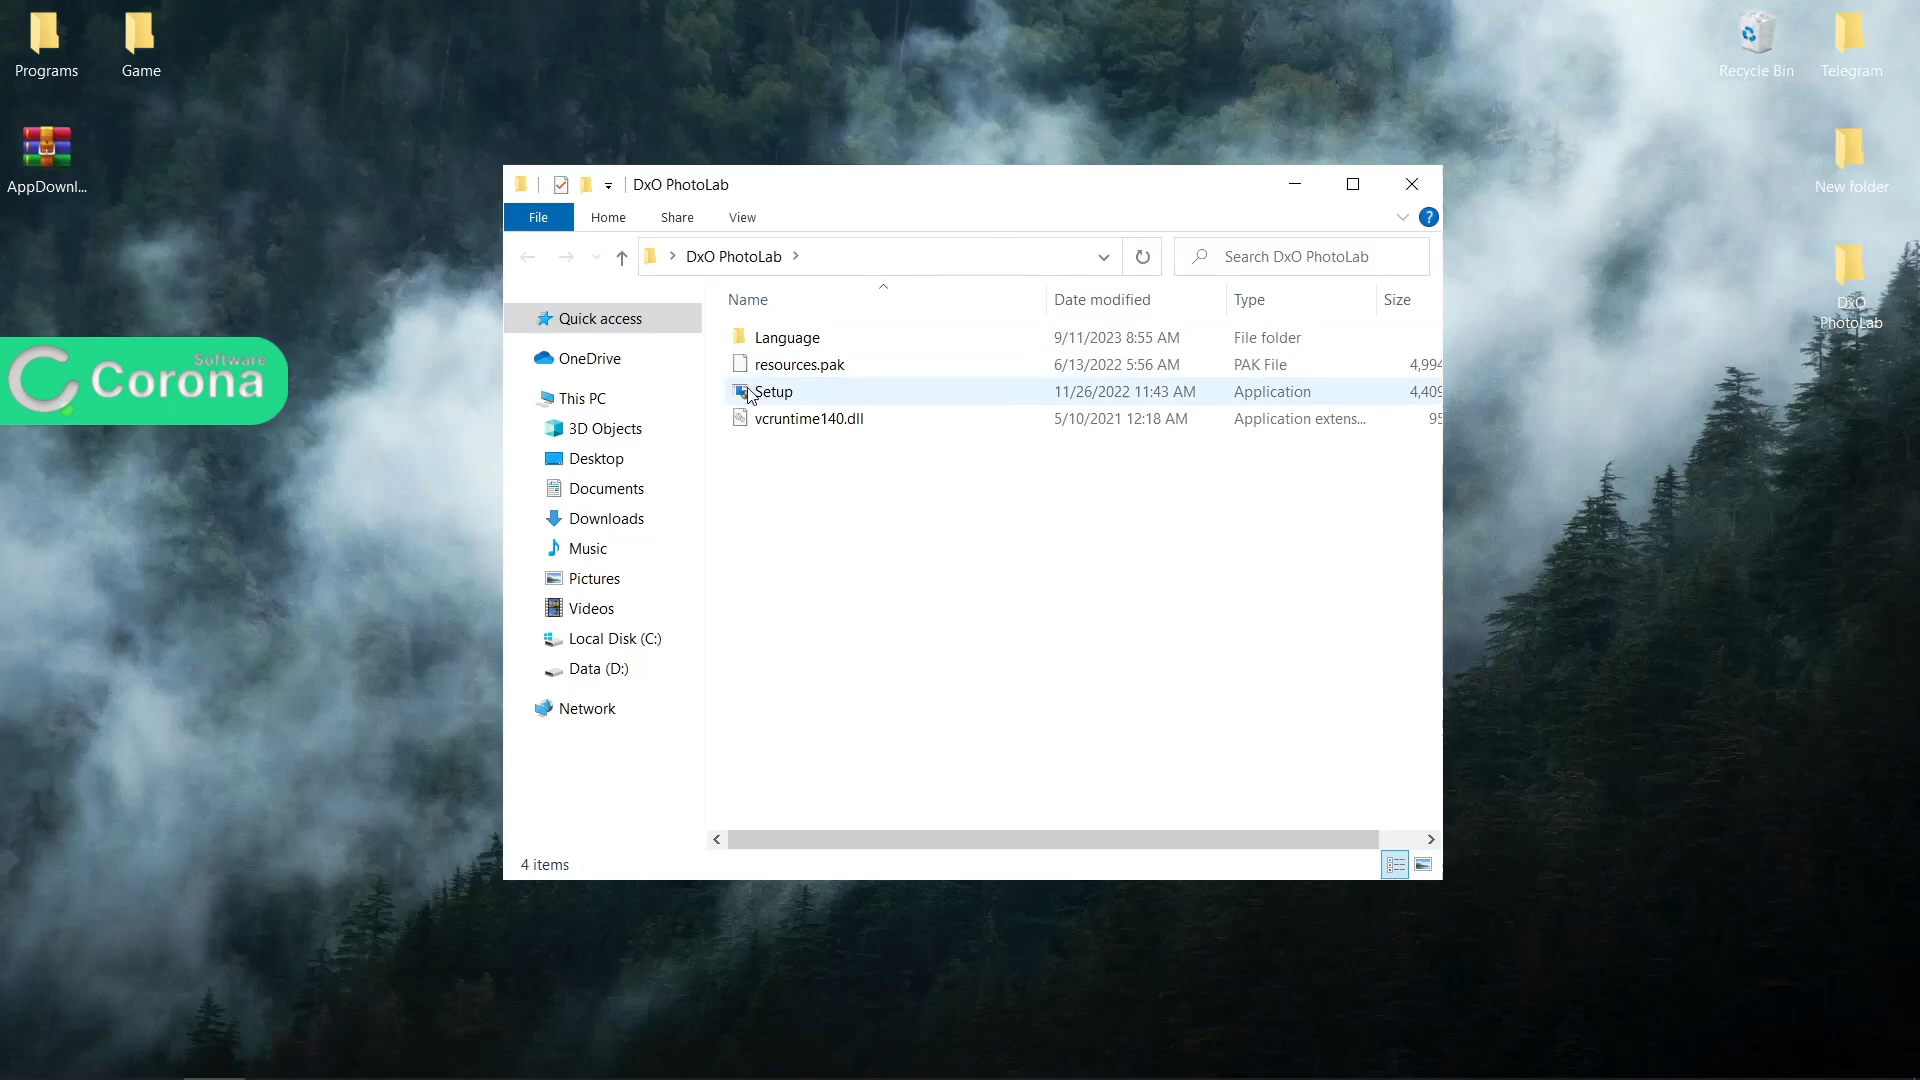 Programs
Game
Recycle Bin
Telegram
AppDownl...
New folder
DxO
PhotoLab
Software
Corona
DxO PhotoLab
File
Home
Share
View
?
DxO PhotoLab
Search DxO PhotoLab
Name
Date modified
Type
Size
Quick access
OneDrive
This PC
3D Objects
Desktop
Documents
Downloads
Music
Pictures
Videos
Local Disk (C:)
Data (D:)
Network
Language
9/11/2023 8:55 AM
File folder
resources.pak
6/13/2022 5:56 AM
PAK File
4,994
Setup
11/26/2022 11:43 AM
Application
4,409
vcruntime140.dll
5/10/2021 12:18 AM
Application extens...
95
4 items